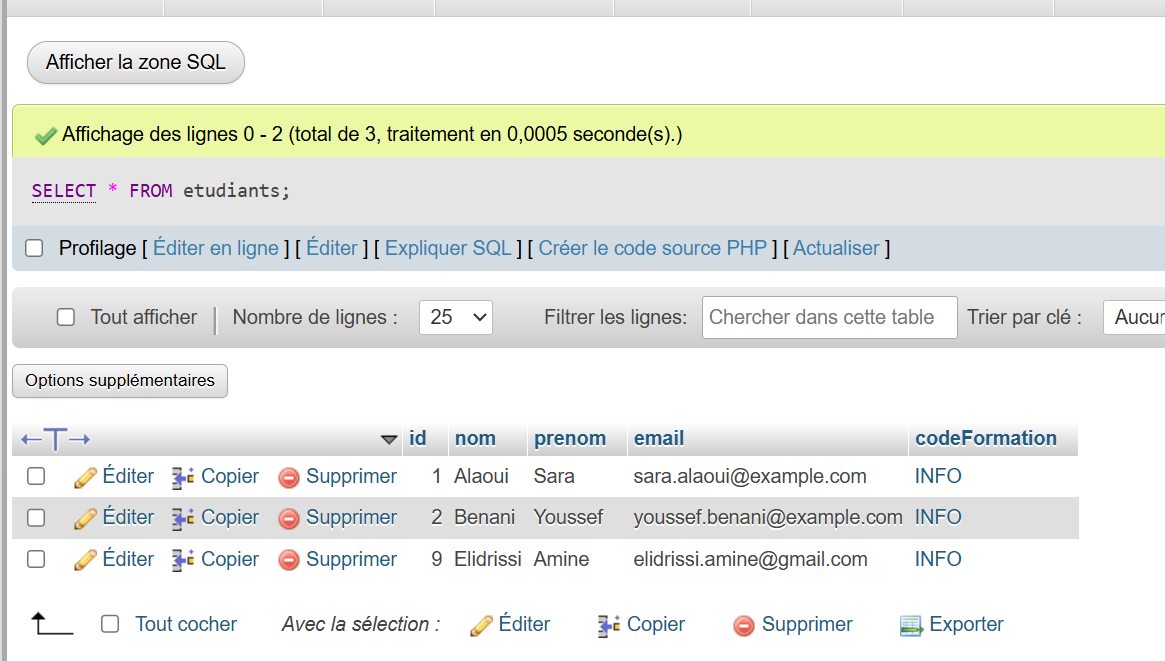 Afficher la zone SQL
Affichage des lignes 0 - 2 (total de 3, traitement en 0,0005 seconde(s).)
SELECT * FROM etudiants;
Profilage [ Éditer en ligne ] [ Éditer ] [ Expliquer SQL ] [ Créer le code source PHP ] [ Actualiser ]
Tout afficher Nombre de lignes : 25 Filtrer les lignes: Chercher dans cette table Trier par clé : Aucur
Options supplémentaires
id nom prenom email codeFormation
Éditer Copier Supprimer 1 Alaoui Sara sara.alaoui@example.com INFO
Éditer Copier Supprimer 2 Benani Youssef youssef.benani@example.com INFO
Éditer Copier Supprimer 9 Elidrissi Amine elidrissi.amine@gmail.com INFO
Tout cocher Avec la sélection : Éditer Copier Supprimer Exporter